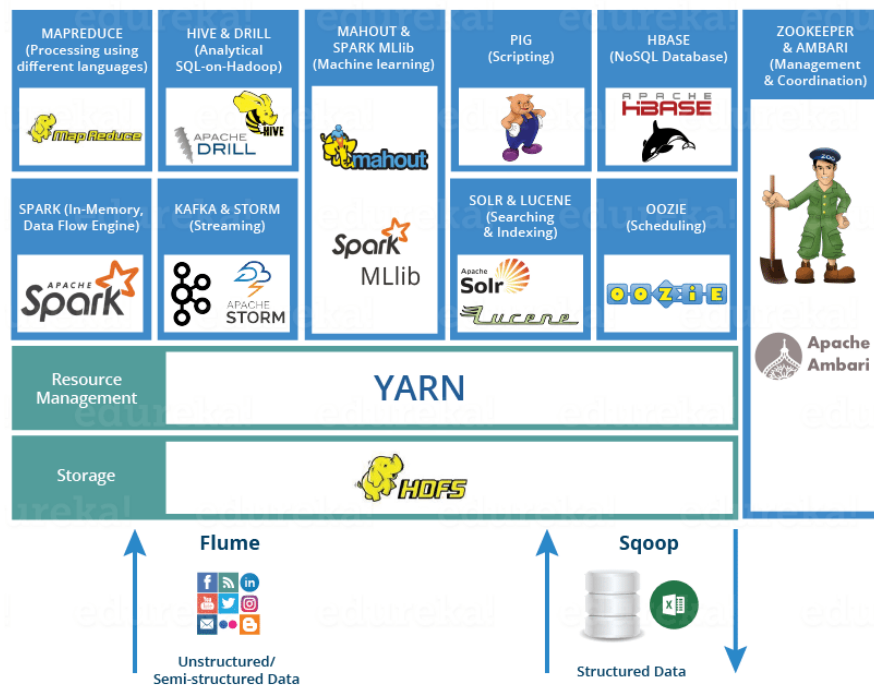 MAPREDUCE
(Processing using
different languages)
Map Reduce
HIVE & DRILL
(Analytical
SQL-on-Hadoop)
HIVE
APACHE
DRILL
MAHOUT &
SPARK MLlib
(Machine learning)
mahout
Spark
MLlib
PIG
(Scripting)
HBASE
(NoSQL Database)
APACHE
HBASE
ZOOKEEPER
& AMBARI
(Management
& Coordination)
ZOO
Apache
Ambari
SPARK (In-Memory,
Data Flow Engine)
APACHE
Spark
KAFKA & STORM
(Streaming)
APACHE
STORM
SOLR & LUCENE
(Searching
& Indexing)
Apache
Solr
Lucene
OOZIE
(Scheduling)
OOZiE
Resource
Management
YARN
Storage
HDFS
edureka!
Flume
Unstructured/
Semi-structured Data
Sqoop
Structured Data